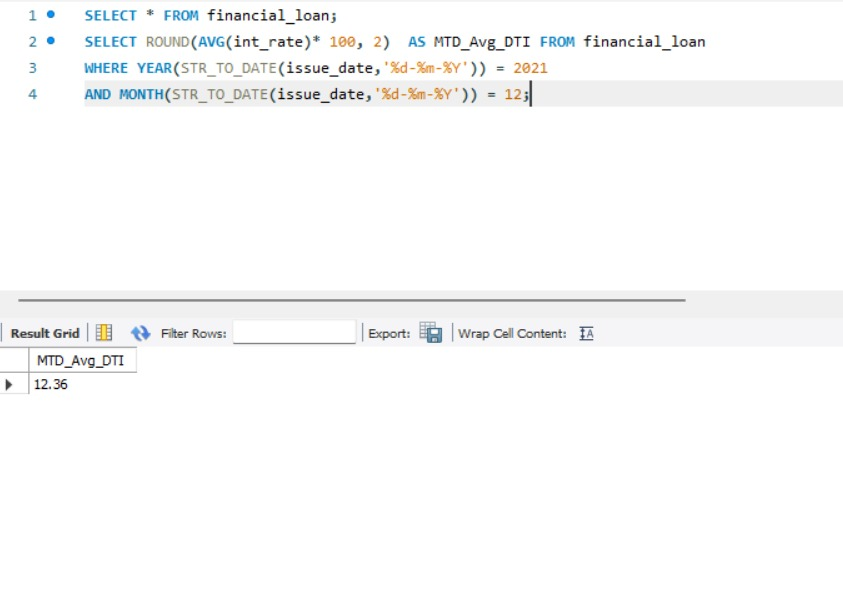 1 SELECT * FROM financial_loan;
2 SELECT ROUND(AVG(int_rate)* 100, 2)  AS MTD_Avg_DTI FROM financial_loan
3 WHERE YEAR(STR_TO_DATE(issue_date,'%d-%m-%Y')) = 2021
4 AND MONTH(STR_TO_DATE(issue_date,'%d-%m-%Y')) = 12;
Result Grid Filter Rows: Export: Wrap Cell Content: IA
MTD_Avg_DTI
12.36